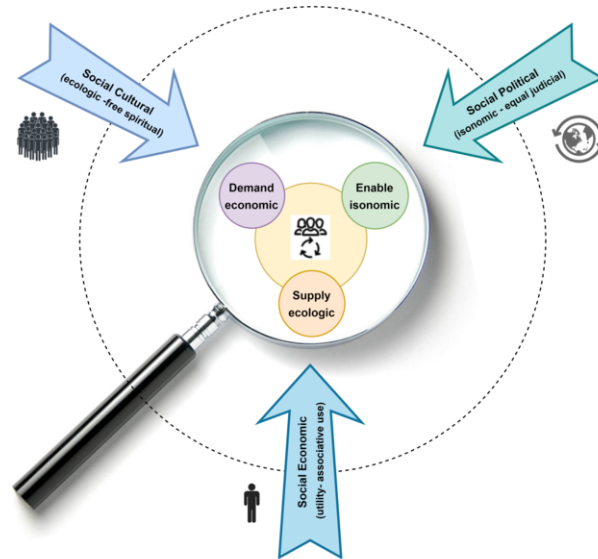 Social Cultural
(ecologic -free spiritual)
Social Political
(isonomic - equal judicial)
Demand
economic
Enable
isonomic
Supply
ecologic
Social Economic
(utility- associative use)